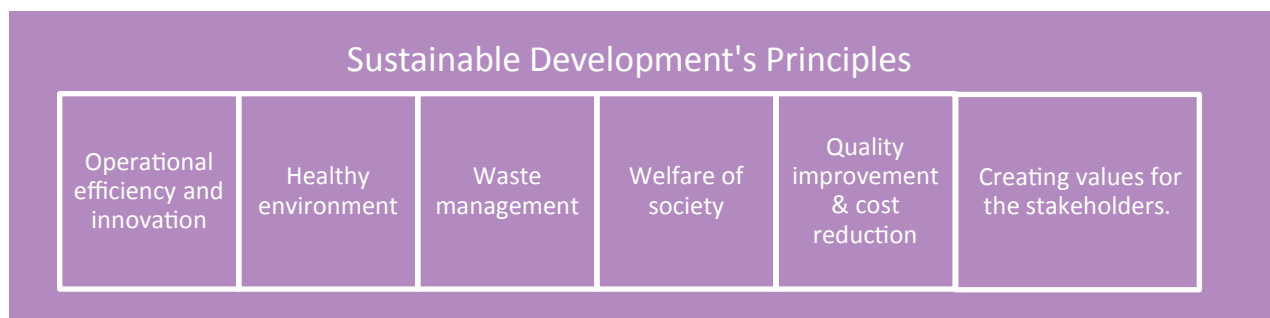 Sustainable Development's Principles
Operational
efficiency and
innovation
Healthy
environment
Waste
management
Welfare of
society
Quality
improvement
& cost
reduction
Creating values for
the stakeholders.